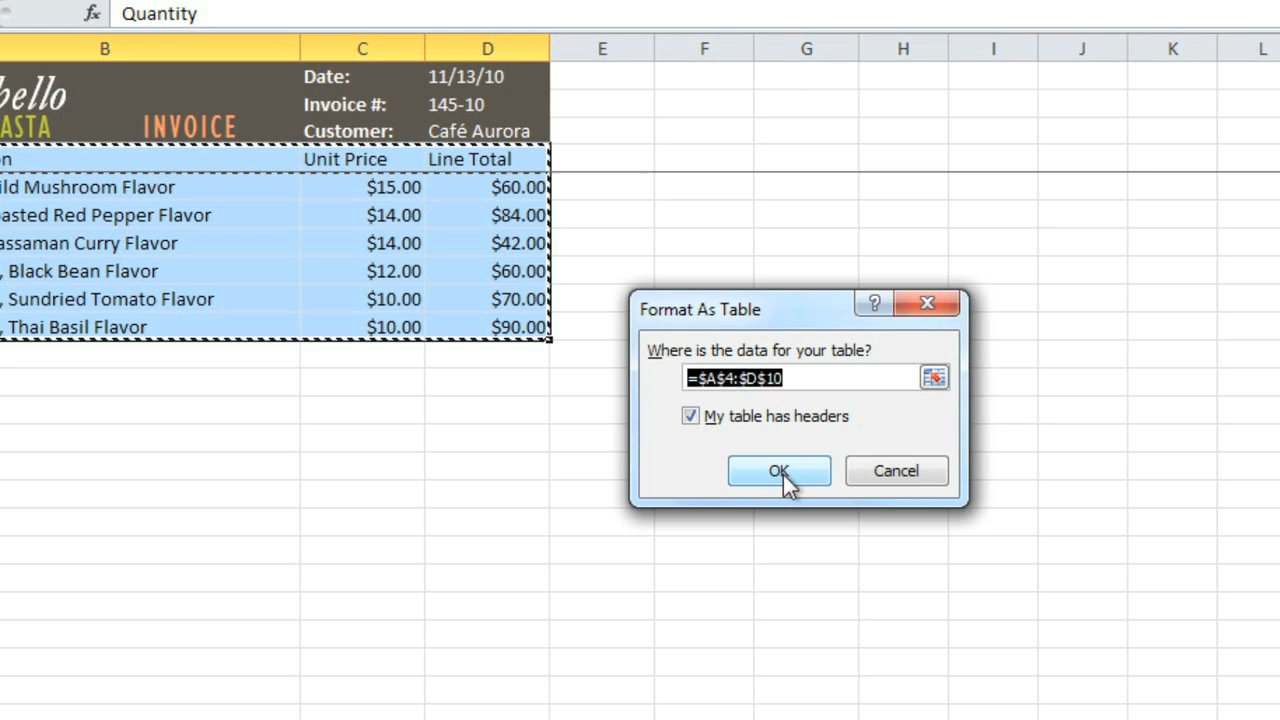 fx Quantity
B C D E F G H I J K L
Date: 11/13/10
bello
Invoice #: 145-10
ASTA INVOICE
Customer: Café Aurora
on Unit Price Line Total
ild Mushroom Flavor $15.00 $60.00
oasted Red Pepper Flavor $14.00 $84.00
assaman Curry Flavor $14.00 $42.00
, Black Bean Flavor $12.00 $60.00
, Sundried Tomato Flavor $10.00 $70.00
, Thai Basil Flavor $10.00 $90.00
Format As Table
Where is the data for your table?
=$A$4:$D$10
My table has headers
OK Cancel